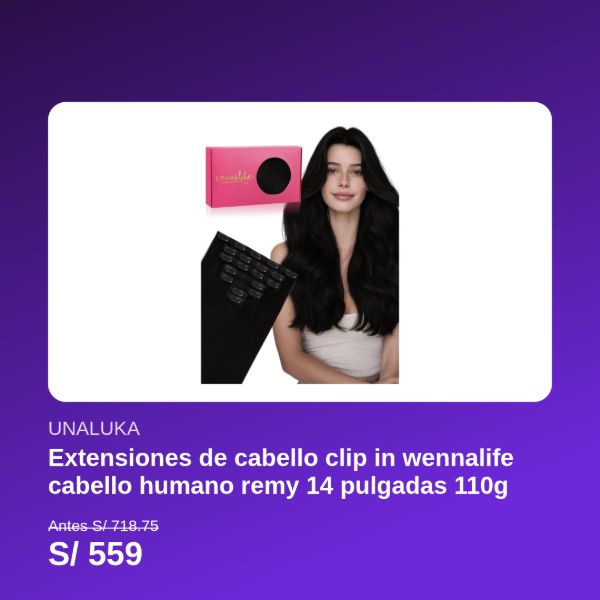 wennalife
UNALUKA
Extensiones de cabello clip in wennalife
cabello humano remy 14 pulgadas 110g
Antes S/ 718.75
S/ 559